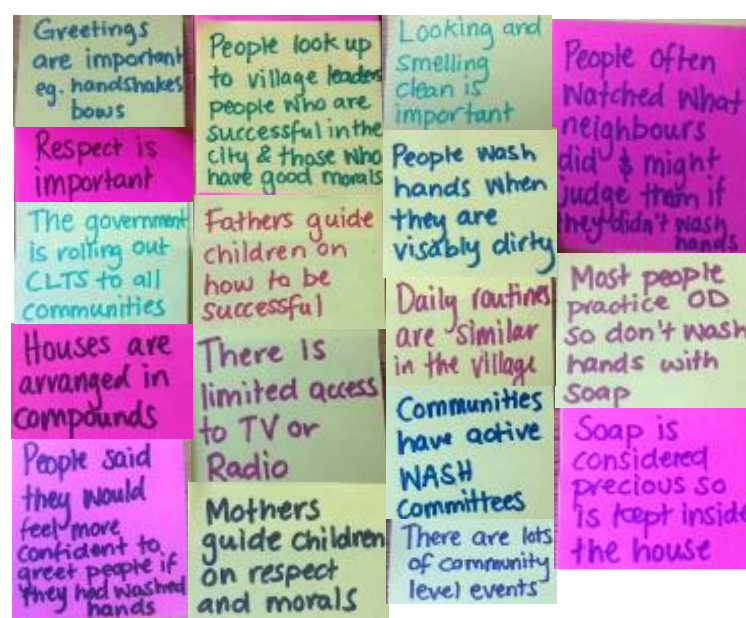 Greetings
are important
eg. handshakes
bows
Respect is
important
The government
is rolling out
CLTS to all
communities
Houses are
arranged in
compounds
People said
they would
feel more
confident to
greet people if
they had washed
hands
People look up
to village leaders
people who are
successful in the
city & those who
have good morals
Fathers guide
children on
how to be
successful
There is
limited access
to TV or
Radio
Mothers
guide children
on respect
and morals
Looking and
smelling
clean is
important
People wash
hands when
they are
visably dirty
Daily routines
are similar
in the village
Communities
have active
WASH
Committees
There are lots
of community
level events
People often
watched what
neighbours
did & might
judge them if
they didn't wash
hands
Most people
practice OD
so don't wash
hands with
soap
Soap is
considered
precious so
is kept inside
the house